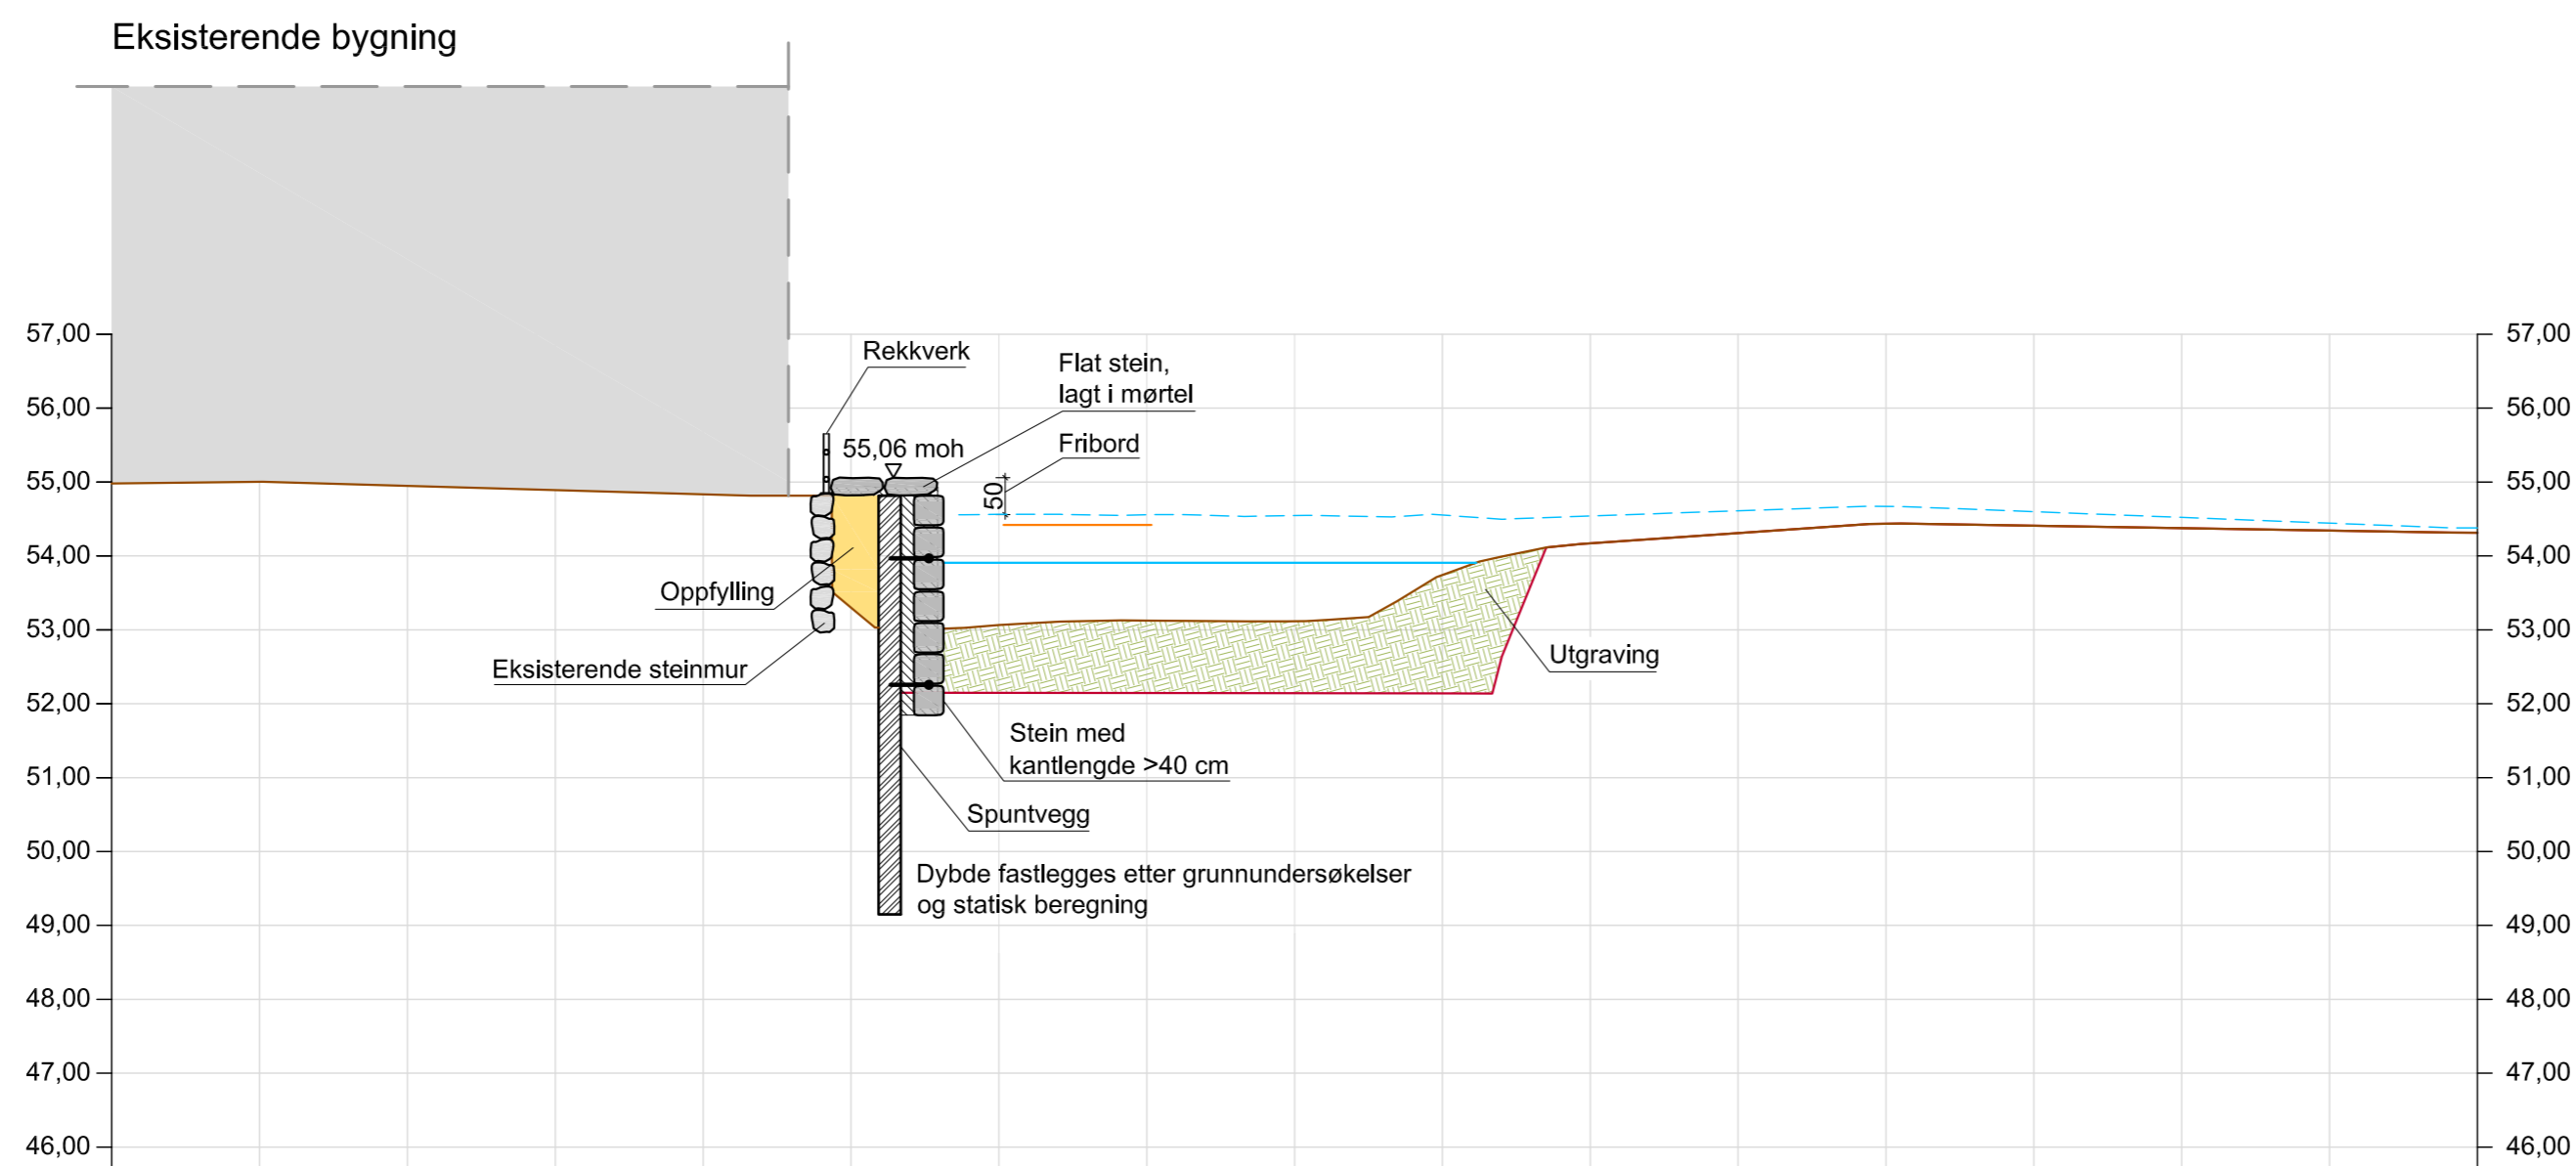 Eksisterende bygning
57,00
57,00
Rekkverk
Flat stein,
lagt i mørtel
56,00
56,00
55,06 moh
Fribord
50
55,00
55,00
54,00
54,00
Oppfylling
53,00
53,00
Utgraving
Eksisterende steinmur
52,00
52,00
Stein med
kantlengde >40 cm
51,00
51,00
Spuntvegg
50,00
50,00
Dybde fastlegges etter grunnundersøkelser
og statisk beregning
49,00
49,00
48,00
48,00
47,00
47,00
46,00
46,00